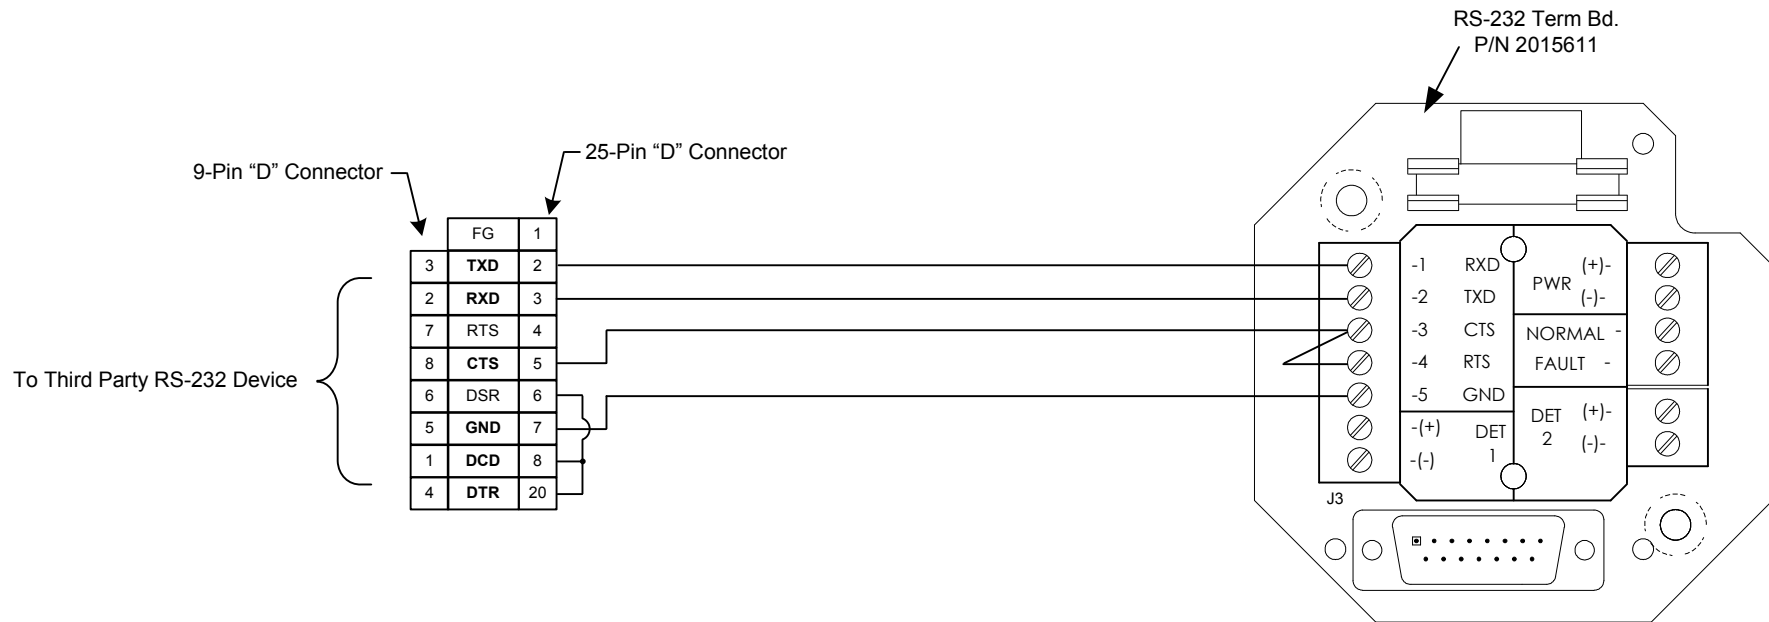 RS-232 Term Bd.
P/N 2015611
25-Pin “D” Connector
9-Pin “D” Connector
FG 1
3 TXD 2
2 RXD 3
7 RTS 4
8 CTS 5
6 DSR 6
5 GND 7
1 DCD 8
4 DTR 20
To Third Party RS-232 Device
-1 RXD
-2 TXD
-3 CTS
-4 RTS
-5 GND
-(+) DET
-(-) 1
PWR (+)-
(-)-
NORMAL -
FAULT -
DET (+)-
2 (-)-
J3